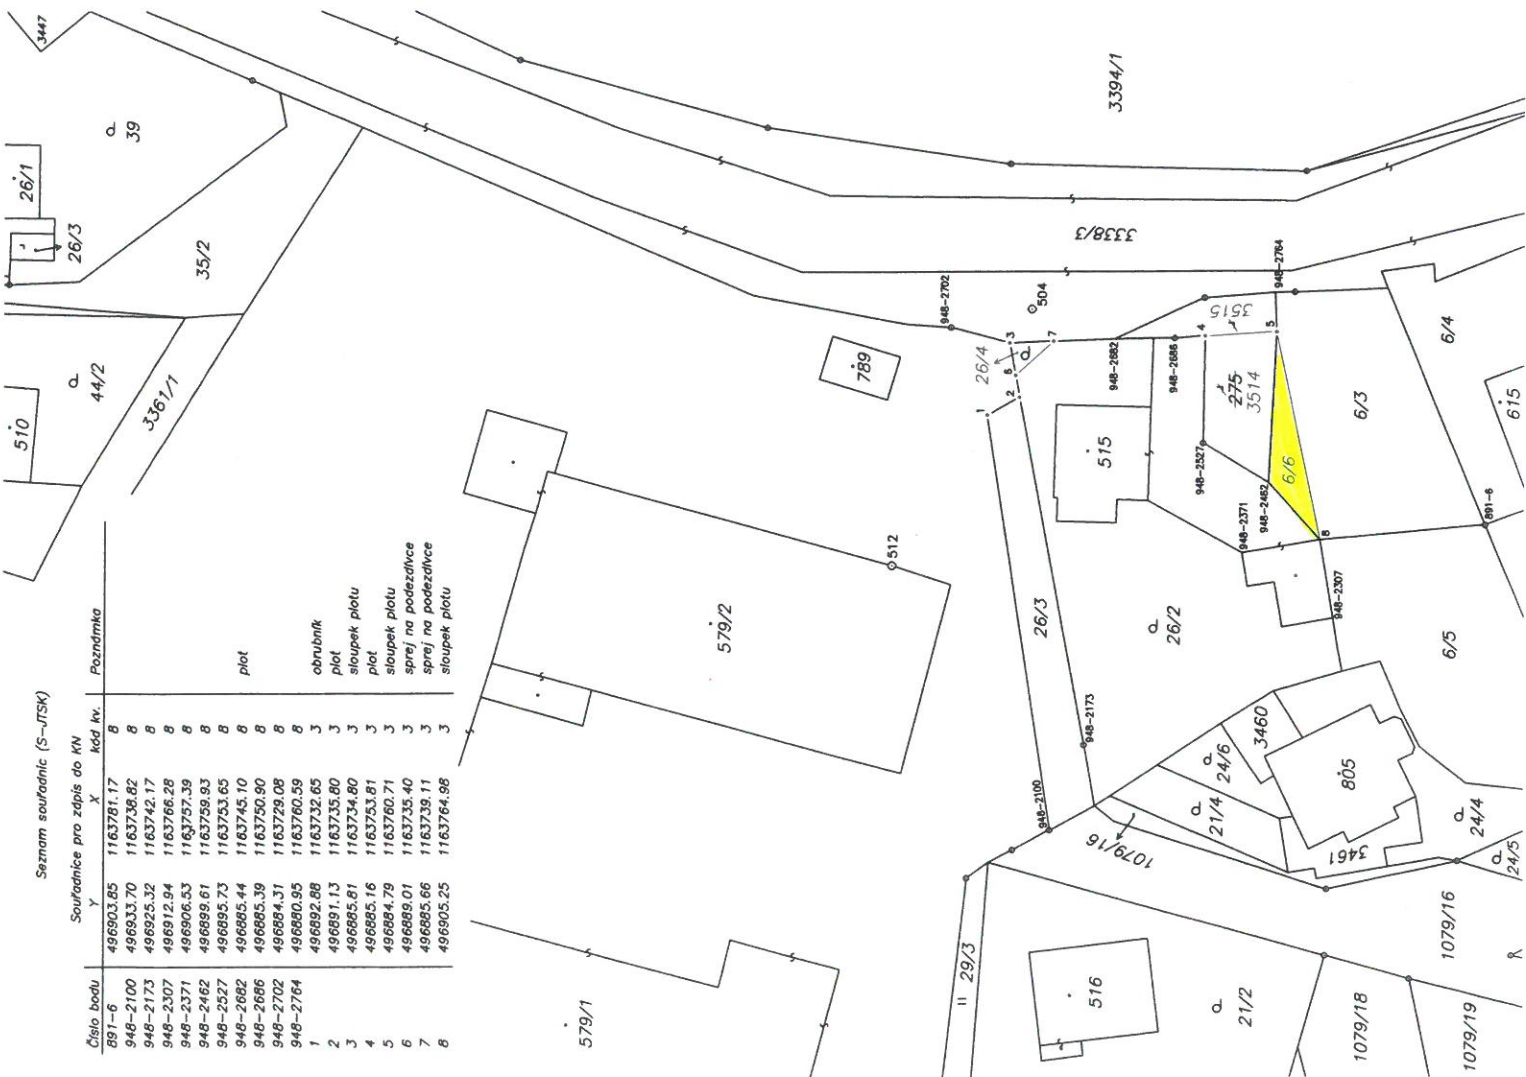 Seznam souřadnic (S-JTSK)
Souřadnice pro zápis do KN
Číslo bodu Y X kód kv. Poznámka
891-6 496903.85 1163781.17 8
948-2100 496933.70 1163738.82 8
948-2173 496925.32 1163742.17 8
948-2307 496912.94 1163766.28 8
948-2371 496906.53 1163757.39 8
948-2462 496899.61 1163759.93 8
948-2527 496895.73 1163753.65 8
948-2682 496885.44 1163745.10 8 plot
948-2686 496885.39 1163750.90 8
948-2702 496884.31 1163729.08 8
948-2764 496880.95 1163760.59 8
1 496892.88 1163732.65 3 obrubník
2 496891.13 1163735.80 3 plot
3 496885.81 1163734.80 3 sloupek plotu
4 496885.16 1163753.81 3 plot
5 496884.79 1163760.71 3 sloupek plotu
6 496889.01 1163735.40 3 sprej na podezdívce
7 496885.66 1163739.11 3 sprej na podezdívce
8 496905.25 1163764.98 3 sloupek plotu
3447
26/1
39
26/3
35/2
510
44/2
3361/1
3394/1
3338/3
948-2702
504
789
3
7
26/4
6
2
1
948-2682
948-2686
4
3515
5
948-2764
515
275
3514
948-2527
948-2462
6/6
6/3
6/4
615
948-2371
8
948-2307
891-6
512
579/2
26/3
26/2
6/5
948-2173
948-2100
3460
24/6
805
21/4
1079/16
3461
24/4
24/5
29/3
579/1
516
21/2
1079/16
1079/18
1079/19